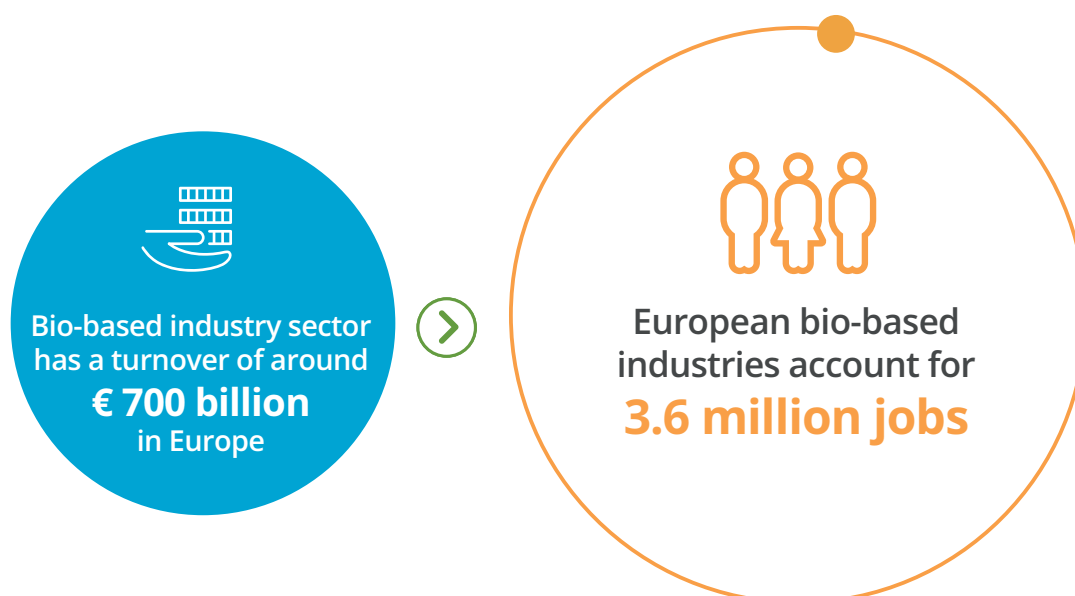 Bio-based industry sector
has a turnover of around
€ 700 billion
in Europe
European bio-based
industries account for
3.6 million jobs